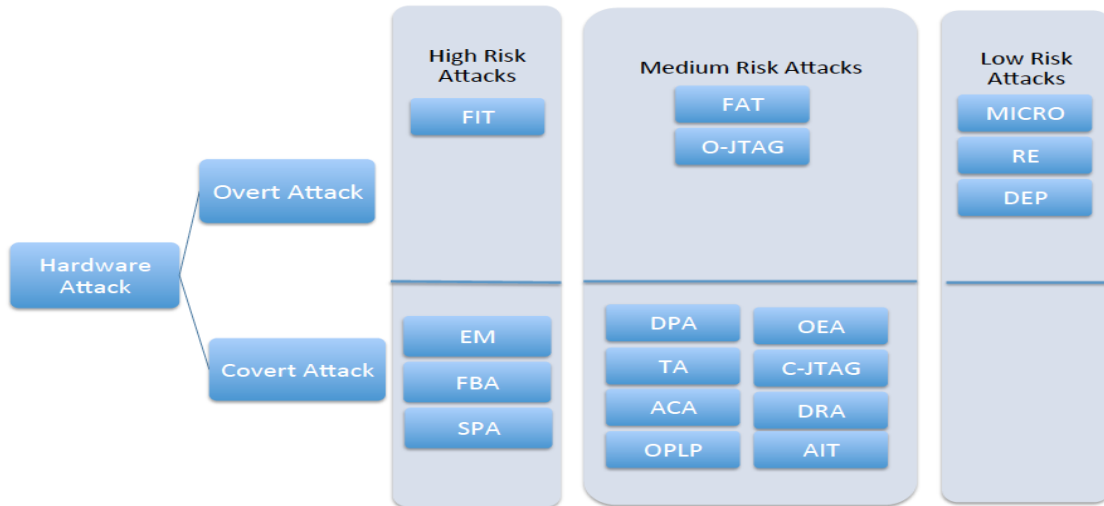 High Risk
Attacks
FIT
Medium Risk Attacks
FAT
O-JTAG
Low Risk
Attacks
MICRO
RE
DEP
Overt Attack
Hardware
Attack
Covert Attack
EM
FBA
SPA
DPA
OEA
TA
C-JTAG
ACA
DRA
OPLP
AIT